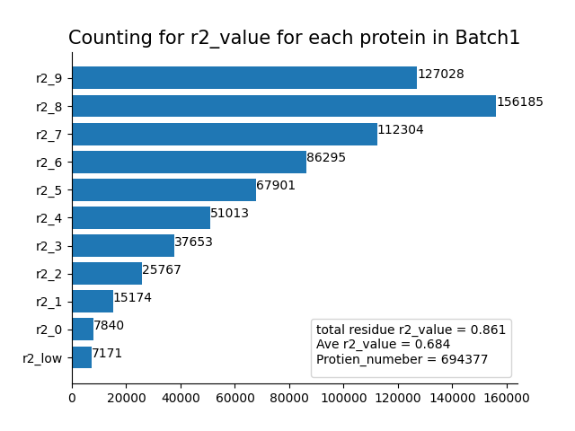 Counting for r2_value for each protein in Batch1
r2_9 127028
r2_8 156185
r2_7 112304
r2_6 86295
r2_5 67901
r2_4 51013
r2_3 37653
r2_2 25767
r2_1 15174
r2_0 7840
r2_low 7171
total residue r2_value = 0.861
Ave r2_value = 0.684
Protien_numeber = 694377
0 20000 40000 60000 80000 100000 120000 140000 160000